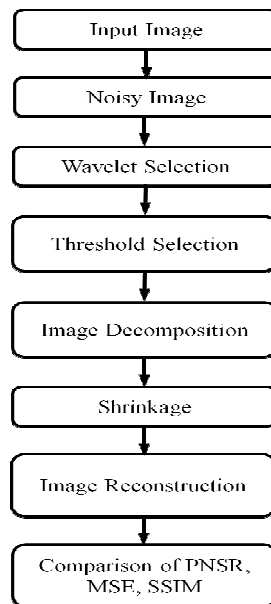 Input Image
Noisy Image
Wavelet Selection
Threshold Selection
Image Decomposition
Shrinkage
Image Reconstruction
Comparison of PNSR,
MSE, SSIM